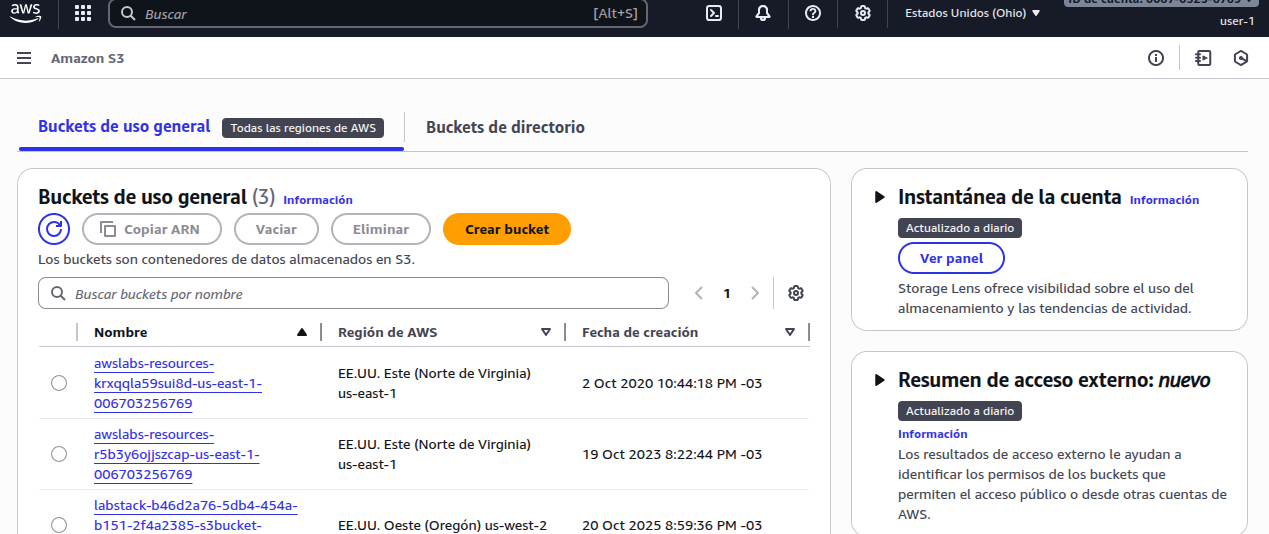 aws
Buscar
[Alt+S]
Estados Unidos (Ohio)
user-1
Amazon S3
Buckets de uso general
Todas las regiones de AWS
Buckets de directorio
Buckets de uso general (3) Información
Copiar ARN
Vaciar
Eliminar
Crear bucket
Los buckets son contenedores de datos almacenados en S3.
Buscar buckets por nombre
1
Nombre
Región de AWS
Fecha de creación
awslabs-resources-
krxqqla59sui8d-us-east-1-
006703256769
EE.UU. Este (Norte de Virginia)
us-east-1
2 Oct 2020 10:44:18 PM -03
awslabs-resources-
r5b3y6ojjszcap-us-east-1-
006703256769
EE.UU. Este (Norte de Virginia)
us-east-1
19 Oct 2023 8:22:44 PM -03
labstack-b46d2a76-5db4-454a-
b151-2f4a2385-s3bucket-
EE.UU. Oeste (Oregón) us-west-2
20 Oct 2025 8:59:36 PM -03
Instantánea de la cuenta Información
Actualizado a diario
Ver panel
Storage Lens ofrece visibilidad sobre el uso del
almacenamiento y las tendencias de actividad.
Resumen de acceso externo: nuevo
Actualizado a diario
Información
Los resultados de acceso externo le ayudan a
identificar los permisos de los buckets que
permiten el acceso público o desde otras cuentas de
AWS.